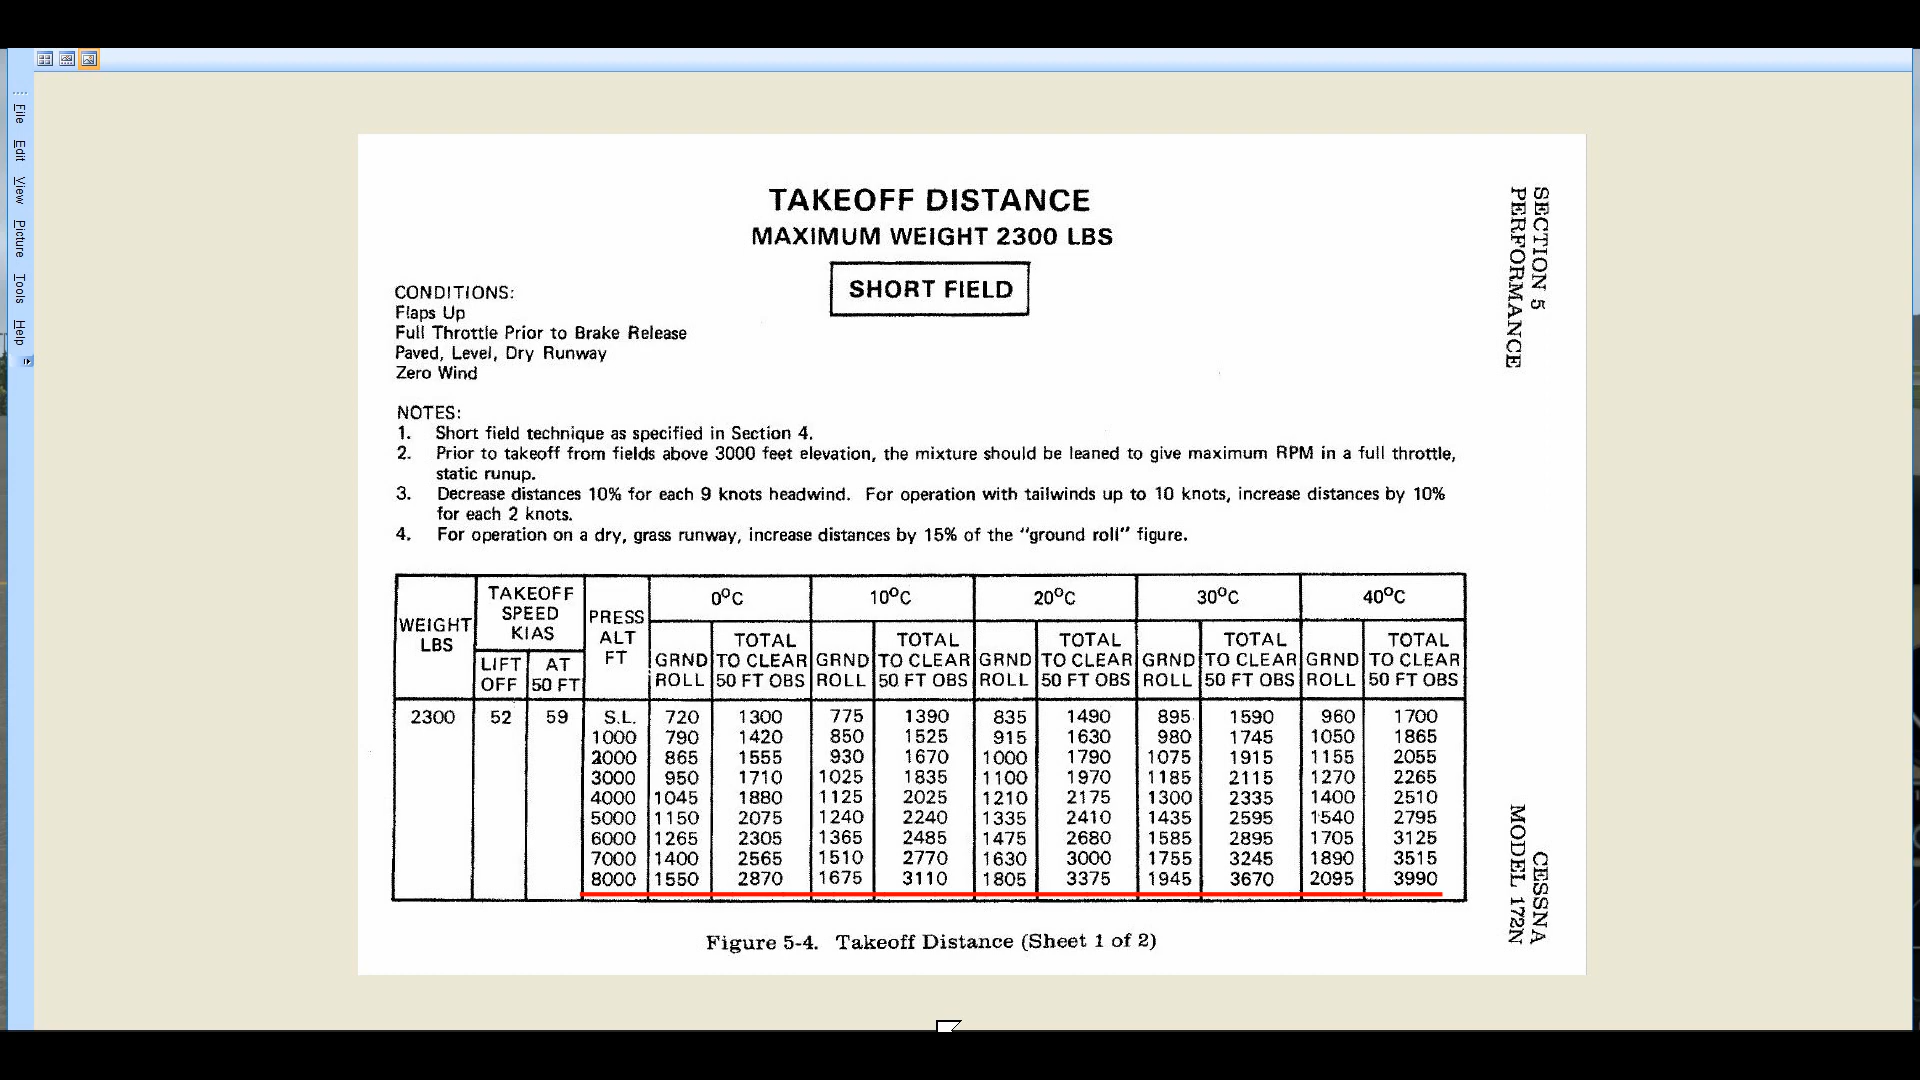 File Edit View Picture Tools Help
TAKEOFF DISTANCE
MAXIMUM WEIGHT 2300 LBS
SHORT FIELD
SECTION 5
PERFORMANCE
CONDITIONS:
Flaps Up
Full Throttle Prior to Brake Release
Paved, Level, Dry Runway
Zero Wind
NOTES:
1. Short field technique as specified in Section 4.
2. Prior to takeoff from fields above 3000 feet elevation, the mixture should be leaned to give maximum RPM in a full throttle,
static runup.
3. Decrease distances 10% for each 9 knots headwind. For operation with tailwinds up to 10 knots, increase distances by 10%
for each 2 knots.
4. For operation on a dry, grass runway, increase distances by 15% of the "ground roll" figure.
WEIGHT
LBS
TAKEOFF
SPEED
KIAS
LIFT
OFF
AT
50 FT
PRESS
ALT
FT
0°C 10°C 20°C 30°C 40°C
GRND
ROLL
TOTAL
TO CLEAR
50 FT OBS
GRND
ROLL
TOTAL
TO CLEAR
50 FT OBS
GRND
ROLL
TOTAL
TO CLEAR
50 FT OBS
GRND
ROLL
TOTAL
TO CLEAR
50 FT OBS
GRND
ROLL
TOTAL
TO CLEAR
50 FT OBS
2300 52 59 S.L. 720 1300 775 1390 835 1490 895 1590 960 1700
1000 790 1420 850 1525 915 1630 980 1745 1050 1865
2000 865 1555 930 1670 1000 1790 1075 1915 1155 2055
3000 950 1710 1025 1835 1100 1970 1185 2115 1270 2265
4000 1045 1880 1125 2025 1210 2175 1300 2335 1400 2510
5000 1150 2075 1240 2240 1335 2410 1435 2595 1540 2795
6000 1265 2305 1365 2485 1475 2680 1585 2895 1705 3125
7000 1400 2565 1510 2770 1630 3000 1755 3245 1890 3515
8000 1550 2870 1675 3110 1805 3375 1945 3670 2095 3990
Figure 5-4. Takeoff Distance (Sheet 1 of 2)
CESSNA
MODEL 172N